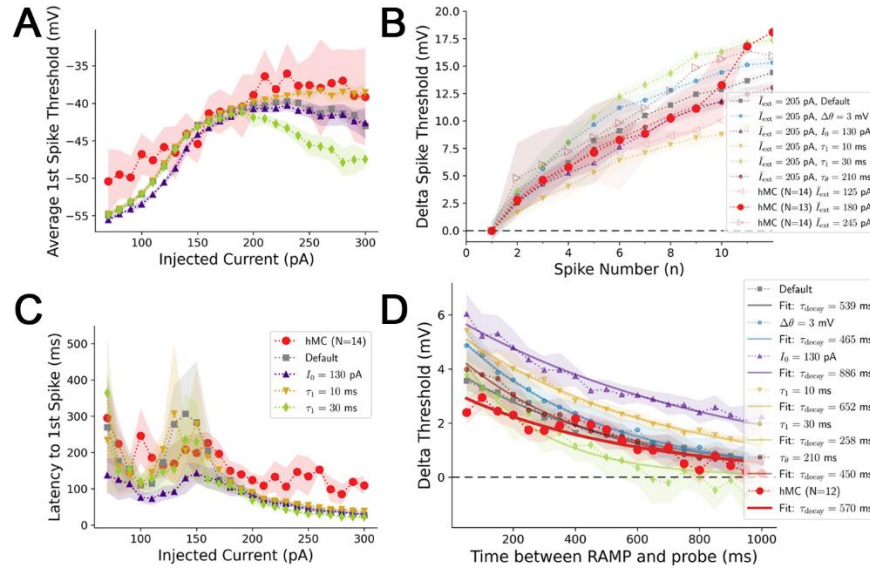 A
Average 1st Spike Threshold (mV)
−35
−40
−45
−50
−55
100
150
200
250
300
Injected Current (pA)
B
Delta Spike Threshold (mV)
20.0
17.5
15.0
12.5
10.0
7.5
5.0
2.5
0.0
2
4
6
8
10
Spike Number (n)
Īext = 205 pA, Default
Īext = 205 pA, Δθ = 3 mV
Īext = 205 pA, I0 = 130 pA
Īext = 205 pA, τ1 = 10 ms
Īext = 205 pA, τ1 = 30 ms
Īext = 205 pA, τθ = 210 ms
hMC (N=14) Īext = 125 pA
hMC (N=13) Īext = 180 pA
hMC (N=14) Īext = 245 pA
C
Latency to 1st Spike (ms)
500
400
300
200
100
0
100
150
200
250
300
Injected Current (pA)
hMC (N=14)
Default
I0 = 130 pA
τ1 = 10 ms
τ1 = 30 ms
D
Delta Threshold (mV)
6
4
2
0
200
400
600
800
1000
Time between RAMP and probe (ms)
Default
Fit: τdecay = 539 ms
Δθ = 3 mV
Fit: τdecay = 465 ms
I0 = 130 pA
Fit: τdecay = 886 ms
τ1 = 10 ms
Fit: τdecay = 652 ms
τ1 = 30 ms
Fit: τdecay = 258 ms
τθ = 210 ms
Fit: τdecay = 450 ms
hMC (N=12)
Fit: τdecay = 570 ms